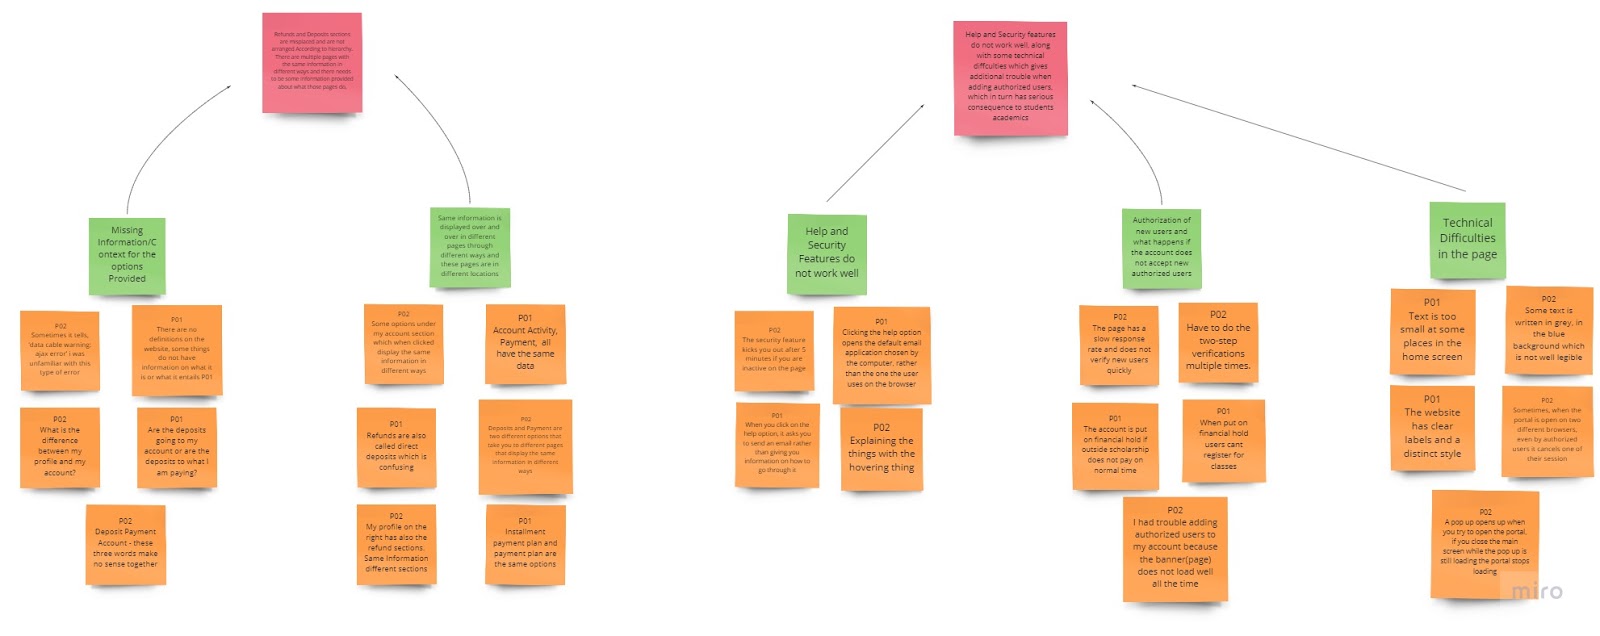 Refunds and Deposits sections
are misplaced and are not
arranged According to hierarchy.
There are multiple pages with
the same information in
different ways and there needs
to be some information provided
about what those pages do.
Help and Security features
do not work well, along
with some technical
diffculties which gives
additional trouble when
adding authorized users,
which in turn has serious
consequence to students
academics
Missing
Information/C
ontext for the
options
Provided
Same information is
displayed over and
over in different
pages through
different ways and
these pages are in
different locations
Help and
Security
Features do
not work well
Authorization of
new users and
what happens if
the account does
not accept new
authorized users
Technical
Difficulties
in the page
P02
Sometimes it tells,
'data cable warning:
ajax error' i was
unfamiliar with this
type of error
P01
There are no
definitions on the
website, some things
do not have
information on what it
is or what it entails P01
P02
What is the
difference
between my
profile and my
account?
P01
Are the deposits
going to my
account or are the
deposits to what I
am paying?
P02
Deposit Payment
Account - these
three words make
no sense together
P02
Some options under
my account section
which when clicked
display the same
information in
different ways
P01
Account Activity,
Payment, all
have the same
data
P01
Refunds are also
called direct
deposits which is
confusing
P02
Deposits and Payment are
two different options that
take you to different pages
that display the same
information in different
ways
P02
My profile on the
right has also the
refund sections.
Same Information
different sections
P01
Installment
payment plan and
payment plan are
the same options
P02
The security feature
kicks you out after 5
minutes if you are
inactive on the page
P01
Clicking the help option
opens the default email
application chosen by
the computer, rather
than the one the user
uses on the browser
P01
When you click on the
help option, it asks you
to send an email rather
than giving you
information on how to
go through it
P02
Explaining the
things with the
hovering thing
P02
The page has a
slow response
rate and does not
verify new users
quickly
P02
Have to do the
two-step
verifications
multiple times.
P01
The account is put
on financial hold if
outside scholarship
does not pay on
normal time
P01
When put on
financial hold
users cant
register for
classes
P02
I had trouble adding
authorized users to
my account because
the banner(page)
does not load well
all the time
P01
Text is too
small at some
places in the
home screen
P02
Some text is
written in grey, in
the blue
background which
is not well legible
P01
The website
has clear
labels and a
distinct style
P02
Sometimes, when the
portal is open on two
different browsers,
even by authorized
users it cancels one of
their session
P02
A pop up opens up when
you try to open the portal,
if you close the main
screen while the pop up is
still loading the portal stops
loading
miro